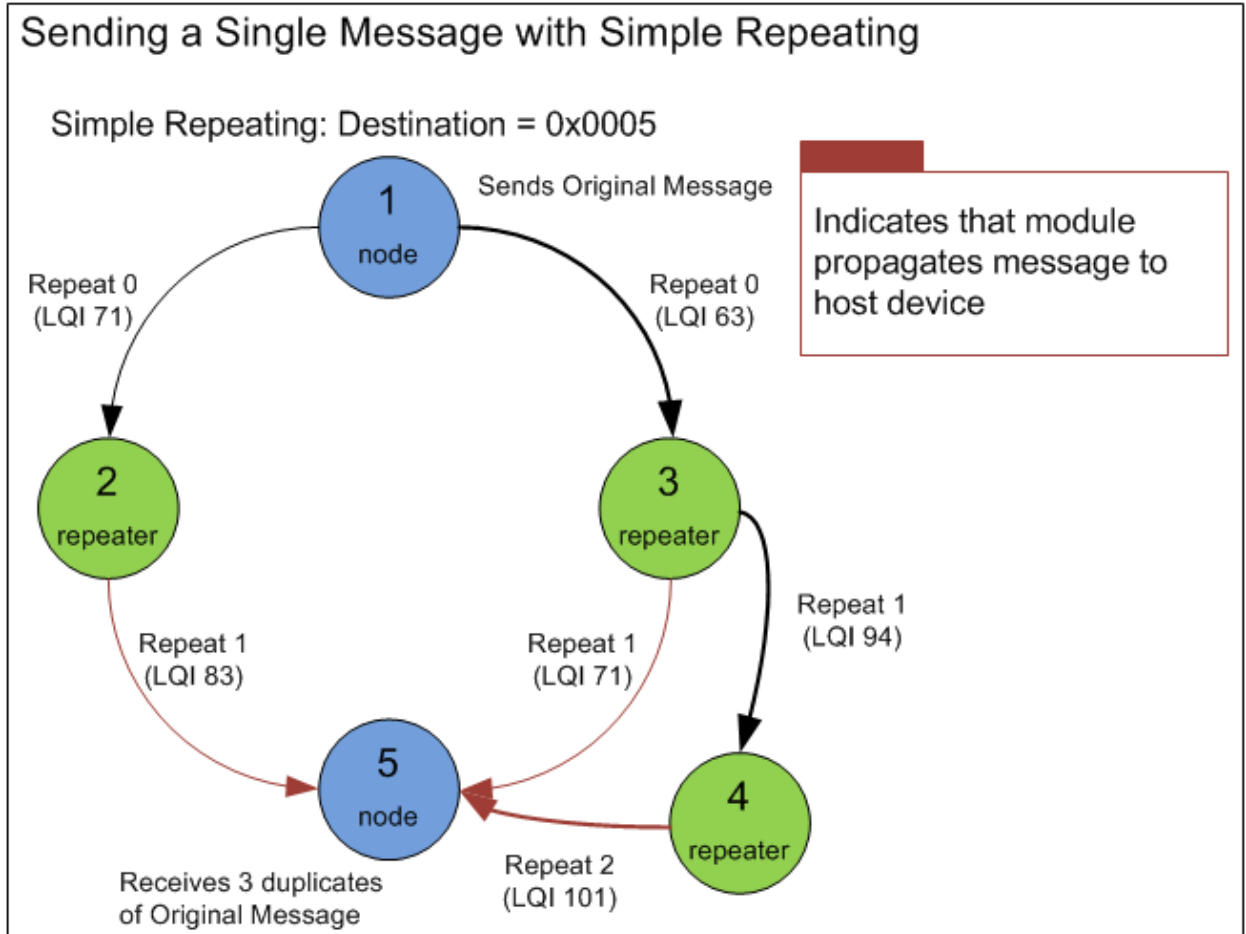 Sending a Single Message with Simple Repeating
Simple Repeating: Destination = 0x0005
1
node
Sends Original Message
Indicates that module
propagates message to
host device
Repeat 0
(LQI 71)
Repeat 0
(LQI 63)
2
repeater
3
repeater
Repeat 1
(LQI 83)
Repeat 1
(LQI 71)
Repeat 1
(LQI 94)
5
node
4
repeater
Repeat 2
(LQI 101)
Receives 3 duplicates
of Original Message